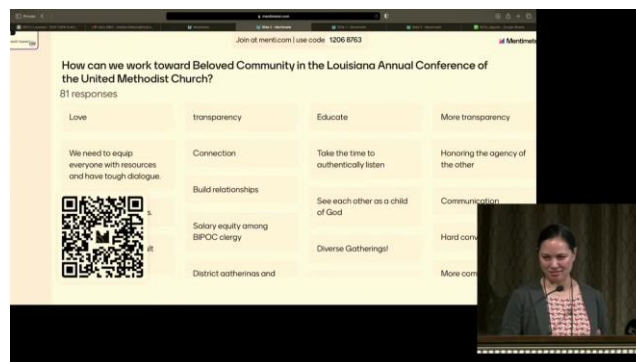 Private
mentimeter.com
Join at menti.com | use code 1206 8763
Mentimeter
How can we work toward Beloved Community in the Louisiana Annual Conference of
the United Methodist Church?
81 responses
Love
We need to equip
everyone with resources
and have tough dialogue.
transparency
Connection
Build relationships
Salary equity among
BIPOC clergy
District gatherings and
Educate
Take the time to
authentically listen
See each other as a child
of God
Diverse Gatherings!
More transparency
Honoring the agency of
the other
Communication